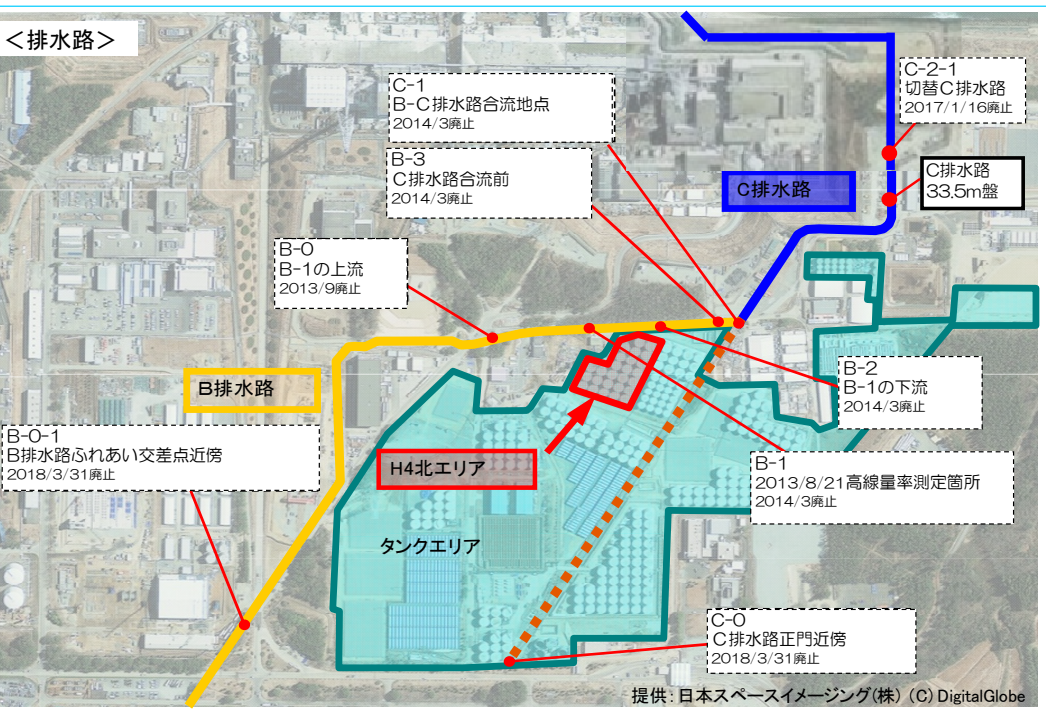 ＜排水路＞
C-1
B-C排水路合流地点
2014/3廃止
C-2-1
切替C排水路
2017/1/16廃止
B-3
C排水路合流前
2014/3廃止
C排水路
C排水路
33.5m盤
B-0
B-1の上流
2013/9廃止
B排水路
B-2
B-1の下流
2014/3廃止
B-0-1
B排水路ふれあい交差点近傍
2018/3/31廃止
H4北エリア
B-1
2013/8/21高線量率測定箇所
2014/3廃止
タンクエリア
C-0
C排水路正門近傍
2018/3/31廃止
提供：日本スペースイメージング(株) (C) DigitalGlobe